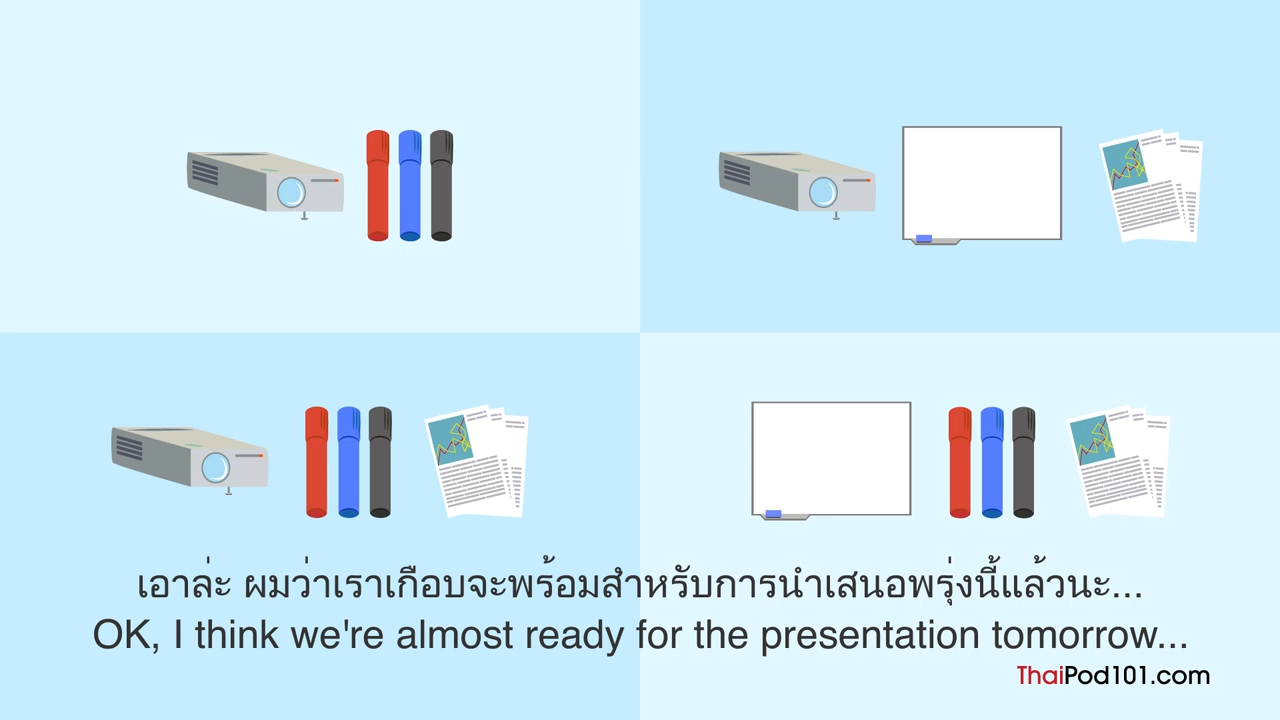 เอาล่ะ ผมว่าเราเกือบจะพร้อมสำหรับการนำเสนอพรุ่งนี้แล้วนะ...
OK, I think we're almost ready for the presentation tomorrow...
ThaiPod101.com